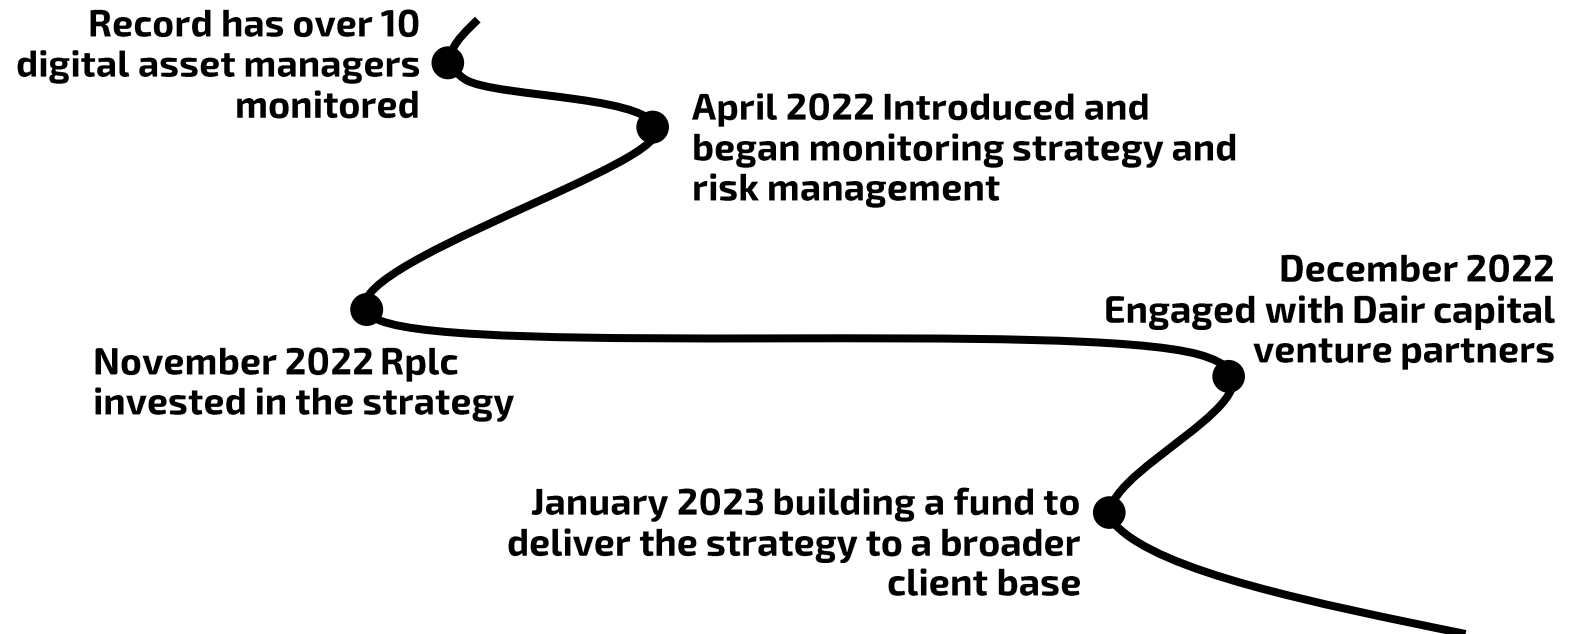 Record has over 10
digital asset managers
monitored
April 2022 Introduced and
began monitoring strategy and
risk management
November 2022 Rplc
invested in the strategy
December 2022
Engaged with Dair capital
venture partners
January 2023 building a fund to
deliver the strategy to a broader
client base